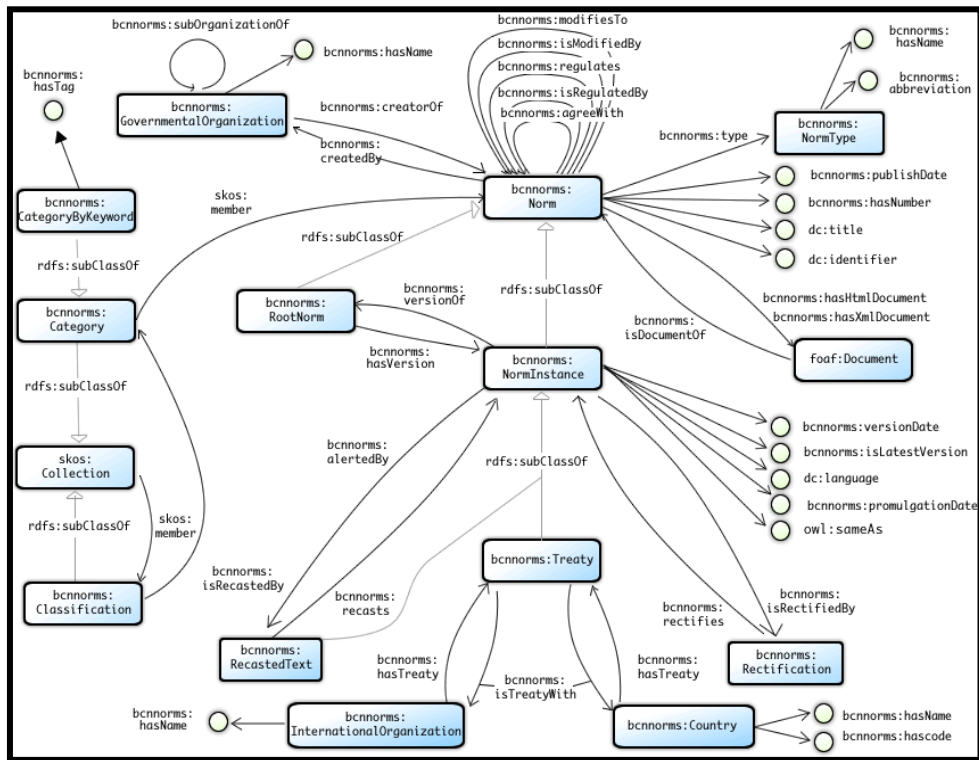 bcnnorms:subOrganizationOf
bcnnorms:
hasTag
bcnnorms:hasName
bcnnorms:
GovernmentalOrganization
bcnnorms:creatorOf
bcnnorms:
createdBy
bcnnorms:modifiesTo
bcnnorms:isModifiedBy
bcnnorms:regulates
bcnnorms:isRegulatedBy
bcnnorms:agreeWith
bcnnorms:
hasName
bcnnorms:
abbreviation
bcnnorms:type
bcnnorms:
NormType
bcnnorms:
CategoryByKeyword
skos:
member
bcnnorms:
Norm
bcnnorms:publishDate
bcnnorms:hasNumber
dc:title
dc:identifier
rdfs:subClassOf
rdfs:subClassOf
bcnnorms:
Category
bcnnorms:
RootNorm
bcnnorms:
versionOf
bcnnorms:
hasVersion
rdfs:subClassOf
bcnnorms:hasHtmlDocument
bcnnorms:hasXmlDocument
bcnnorms:
isDocumentOf
foaf:Document
bcnnorms:
NormInstance
rdfs:subClassOf
bcnnorms:
alertedBy
rdfs:subClassOf
bcnnorms:versionDate
bcnnorms:isLatestVersion
dc:language
bcnnorms:promulgationDate
owl:sameAs
skos:
Collection
rdfs:subClassOf
skos:
member
bcnnorms:
Classification
bcnnorms:
isRecastedBy
bcnnorms:
recasts
bcnnorms:Treaty
bcnnorms:
rectifies
bcnnorms:
isRectifiedBy
bcnnorms:
RecastedText
bcnnorms:
hasTreaty
bcnnorms:
isTreatyWith
bcnnorms:
hasTreaty
bcnnorms:
Rectification
bcnnorms:
hasName
bcnnorms:
InternationalOrganization
bcnnorms:Country
bcnnorms:hasName
bcnnorms:hascode